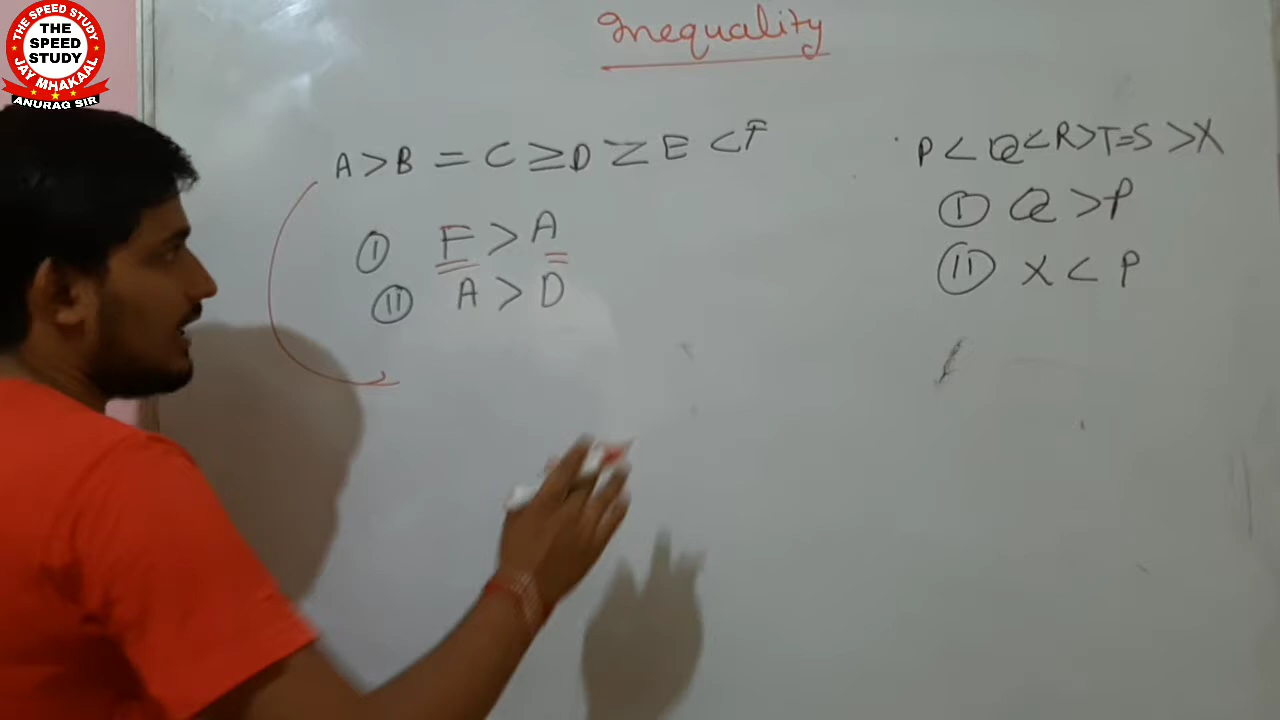 THE SPEED STUDY
THE
SPEED
STUDY
JAY MHAKAAL
ANURAG SIR
Inequality
A > B = C ≥ D ≥ E < F
I F > A
II A > D
P < Q < R > T = S > X
I Q > P
II X < P